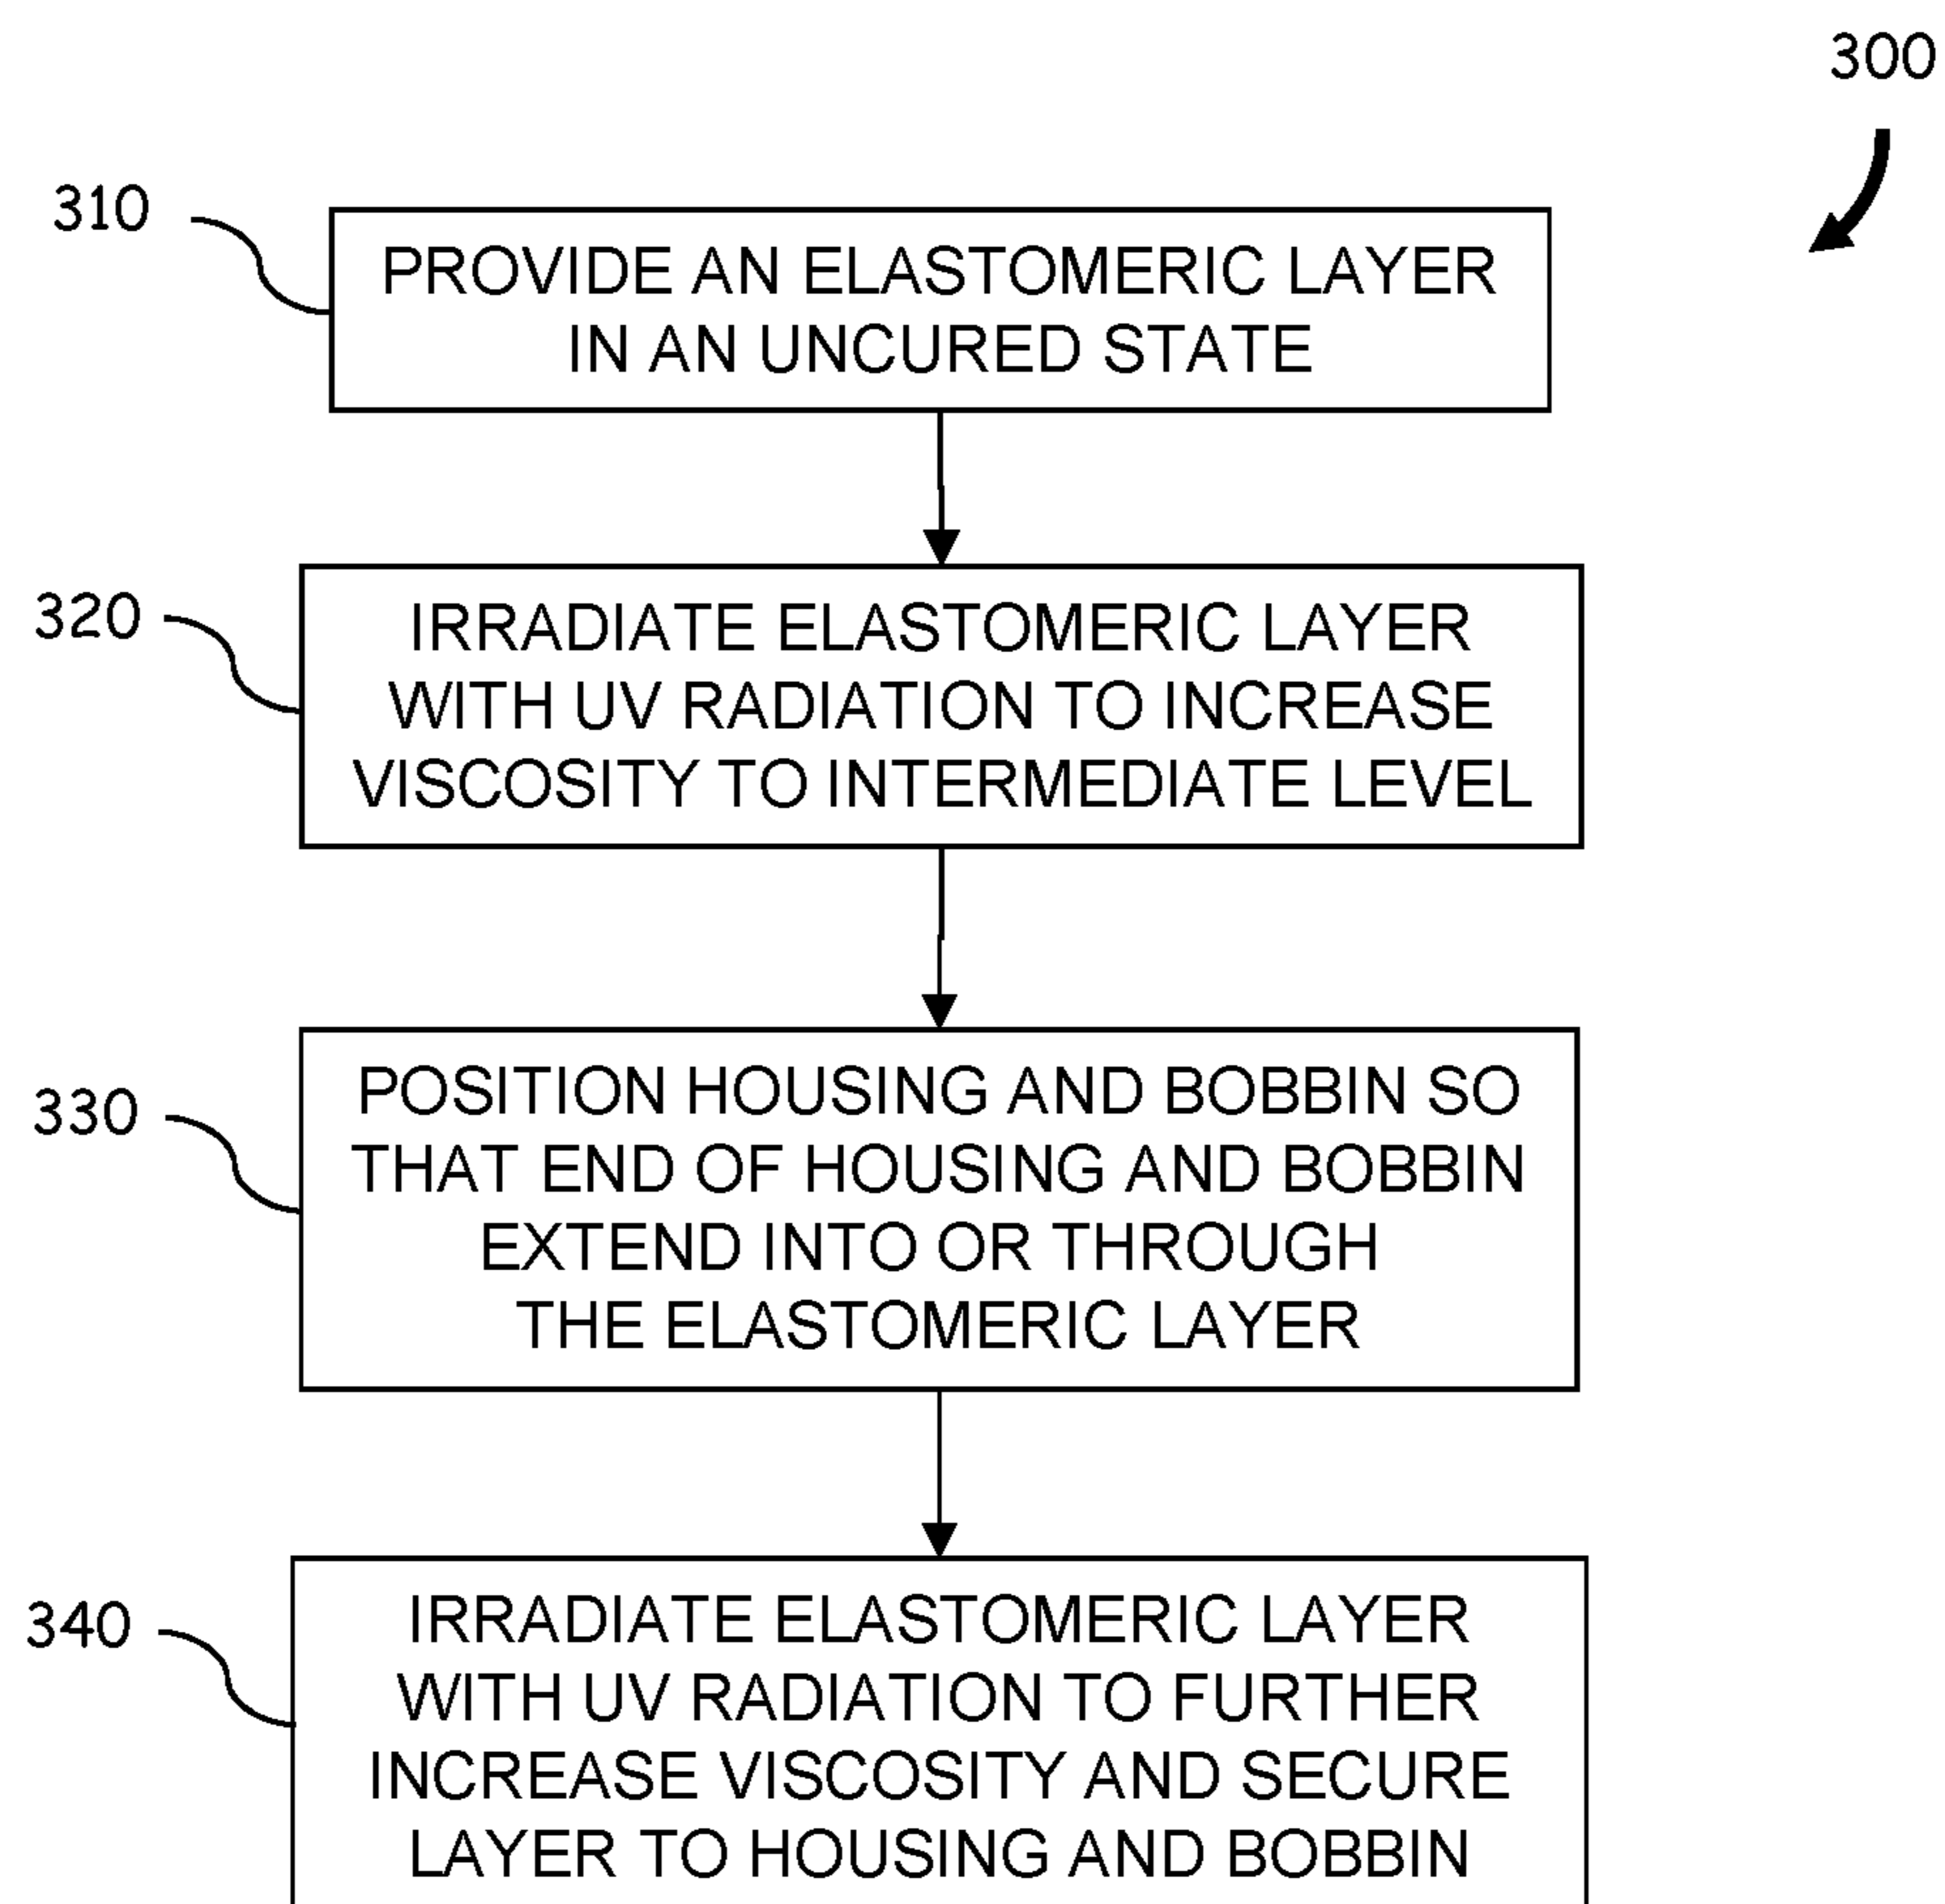 300
310
PROVIDE AN ELASTOMERIC LAYER
IN AN UNCURED STATE
320
IRRADIATE ELASTOMERIC LAYER
WITH UV RADIATION TO INCREASE
VISCOSITY TO INTERMEDIATE LEVEL
330
POSITION HOUSING AND BOBBIN SO
THAT END OF HOUSING AND BOBBIN
EXTEND INTO OR THROUGH
THE ELASTOMERIC LAYER
340
IRRADIATE ELASTOMERIC LAYER
WITH UV RADIATION TO FURTHER
INCREASE VISCOSITY AND SECURE
LAYER TO HOUSING AND BOBBIN